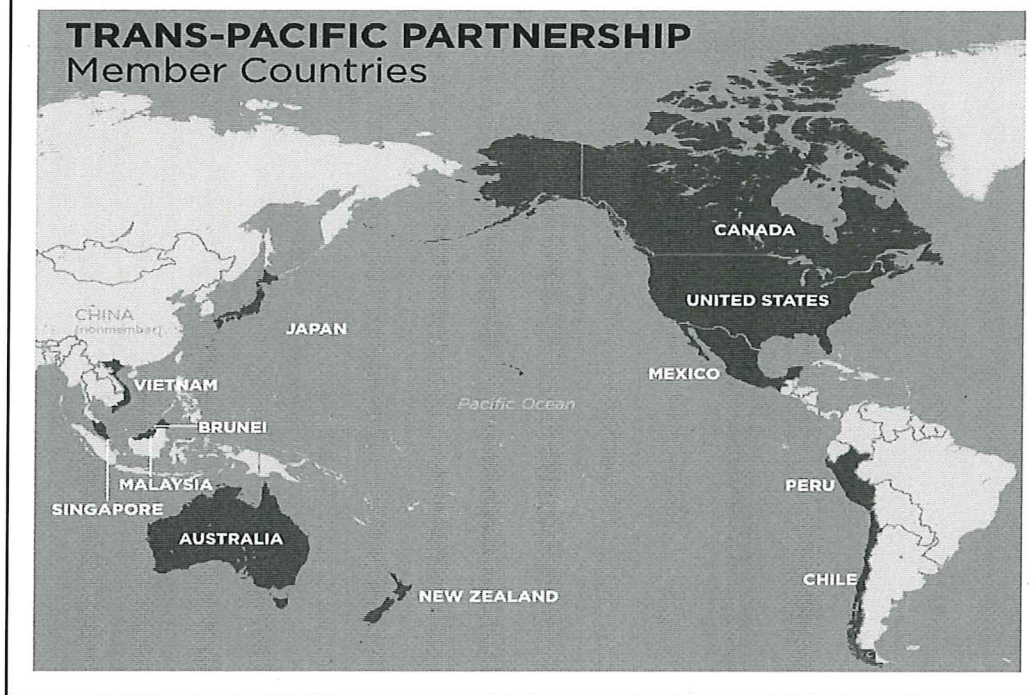 TRANS-PACIFIC PARTNERSHIP
Member Countries
CANADA
UNITED STATES
CHINA
(nonmember)
JAPAN
MEXICO
VIETNAM
Pacific Ocean
BRUNEI
MALAYSIA
PERU
SINGAPORE
AUSTRALIA
CHILE
NEW ZEALAND